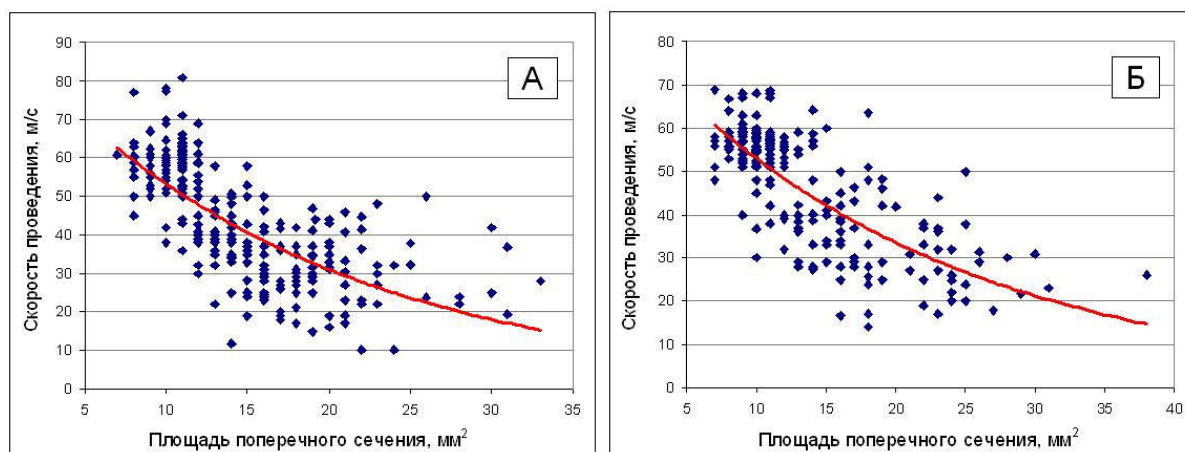 А
Скорость проведения, м/с
90
80
70
60
50
40
30
20
10
0
5 10 15 20 25 30 35
Площадь поперечного сечения, мм²
Б
Скорость проведения, м/с
80
70
60
50
40
30
20
10
0
5 10 15 20 25 30 35 40
Площадь поперечного сечения, мм²